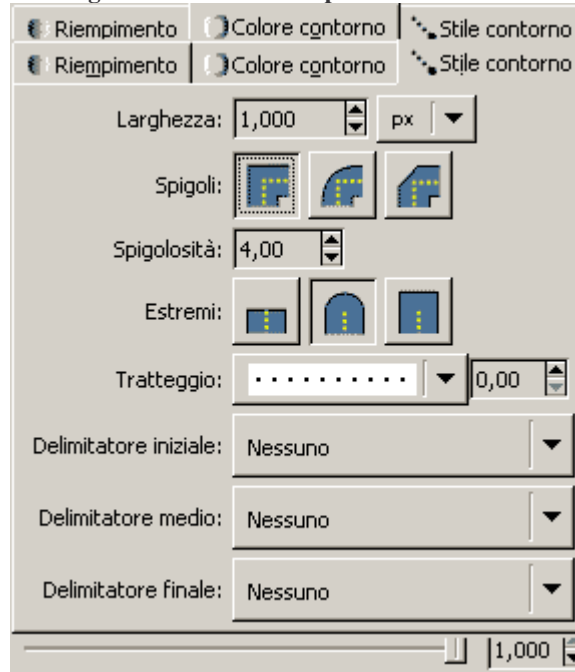 Riempimento Colore contorno Stile contorno
Riempimento Colore contorno Stile contorno
Larghezza: 1,000 px
Spigoli:
Spigolosità: 4,00
Estremi:
Tratteggio: 0,00
Delimitatore iniziale: Nessuno
Delimitatore medio: Nessuno
Delimitatore finale: Nessuno
1,000